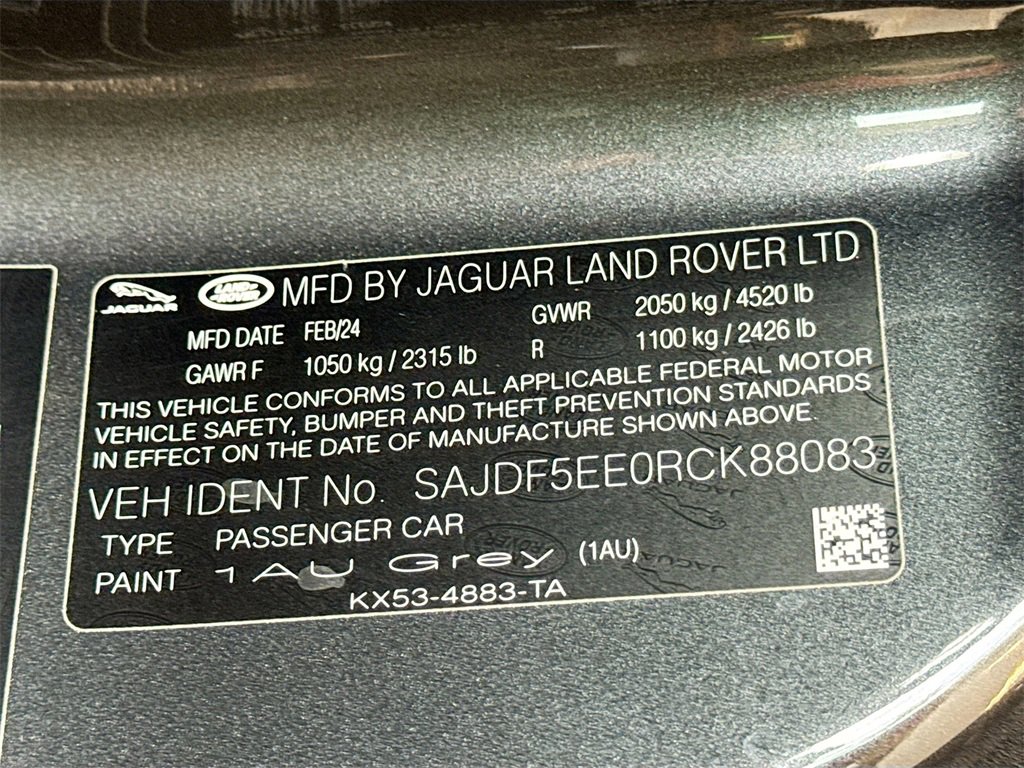 JAGUAR LAND-ROVER MFD BY JAGUAR LAND ROVER LTD
MFD DATE FEB/24 GVWR 2050 kg / 4520 lb
GAWR F 1050 kg / 2315 lb R 1100 kg / 2426 lb
THIS VEHICLE CONFORMS TO ALL APPLICABLE FEDERAL MOTOR
VEHICLE SAFETY, BUMPER AND THEFT PREVENTION STANDARDS
IN EFFECT ON THE DATE OF MANUFACTURE SHOWN ABOVE.
VEH IDENT No. SAJDF5EE0RCK88083
TYPE PASSENGER CAR
PAINT 1AU Grey (1AU)
KX53-4883-TA